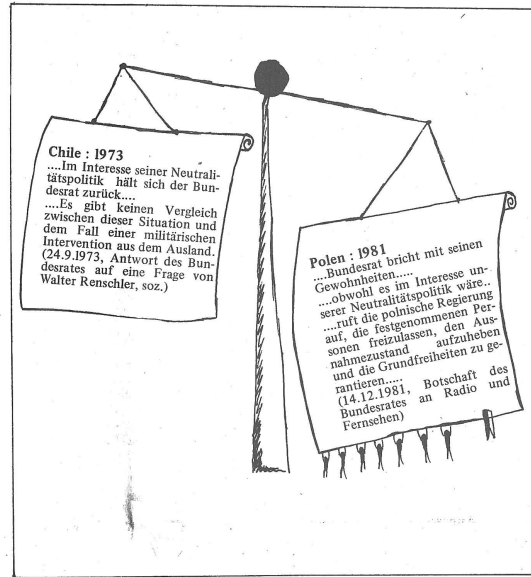 Chile : 1973
....Im Interesse seiner Neutrali-
tätspolitik hält sich der Bun-
desrat zurück....
....Es gibt keinen Vergleich
zwischen dieser Situation und
dem Fall einer militärischen
Intervention aus dem Ausland.
(24.9.1973, Antwort des Bun-
desrates auf eine Frage von
Walter Renschler, soz.)
Polen : 1981
....Bundesrat bricht mit seinen
Gewohnheiten.....
....obwohl es im Interesse un-
serer Neutralitätspolitik wäre..
....ruft die polnische Regierung
auf, die festgenommenen Per-
sonen freizulassen, den Aus-
nahmezustand aufzuheben
und die Grundfreiheiten zu ge-
rantieren.....
(14.12.1981, Botschaft des
Bundesrates an Radio und
Fernsehen)